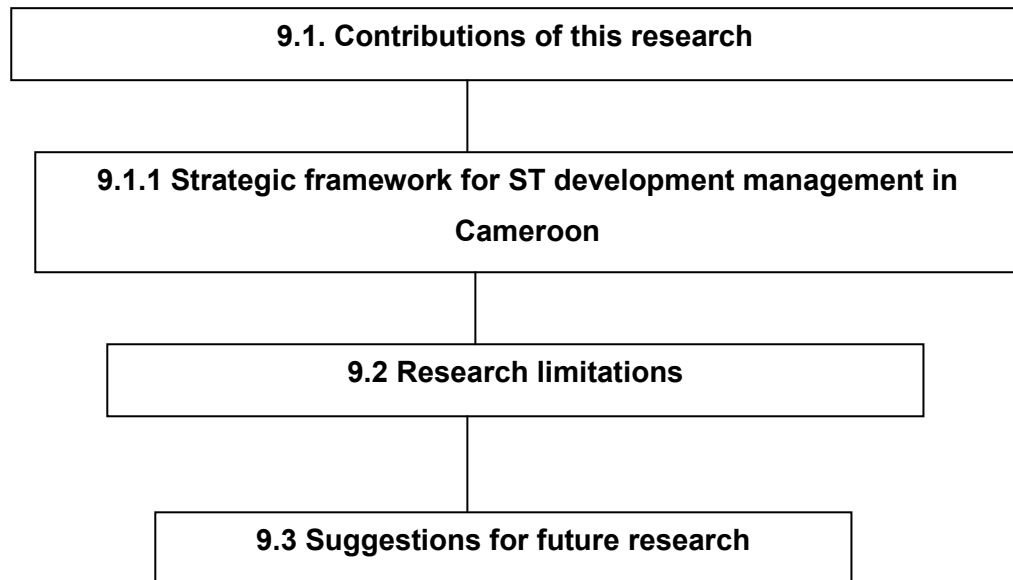 9.1. Contributions of this research
9.1.1 Strategic framework for ST development management in
Cameroon
9.2 Research limitations
9.3 Suggestions for future research